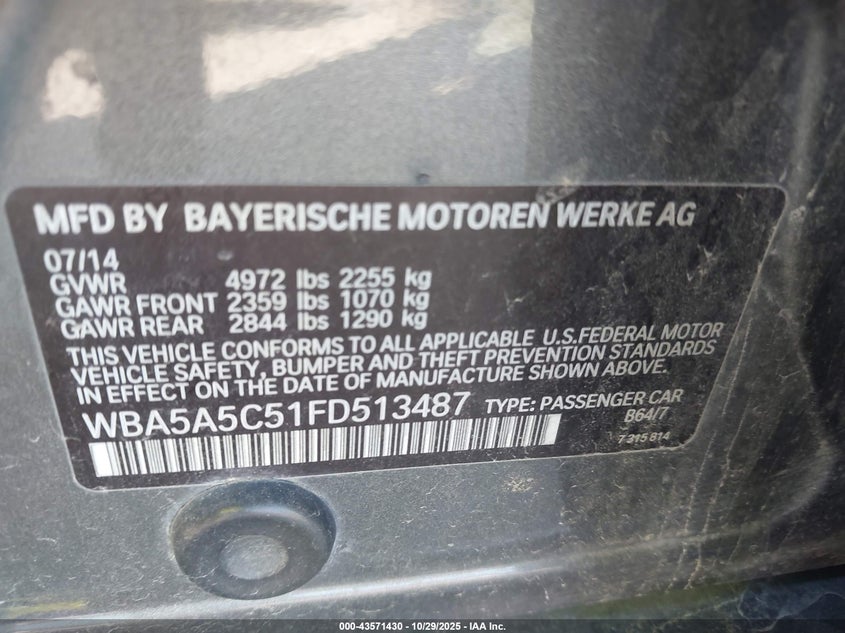 MFD BY BAYERISCHE MOTOREN WERKE AG
07/14
GVWR 4972 lbs 2255 kg
GAWR FRONT 2359 lbs 1070 kg
GAWR REAR 2844 lbs 1290 kg
THIS VEHICLE CONFORMS TO ALL APPLICABLE U.S.FEDERAL MOTOR
VEHICLE SAFETY, BUMPER AND THEFT PREVENTION STANDARDS
IN EFFECT ON THE DATE OF MANUFACTURE SHOWN ABOVE.
WBA5A5C51FD513487 TYPE: PASSENGER CAR
B64/7
7 315 814
000-43571430 - 10/29/2025 - IAA Inc.